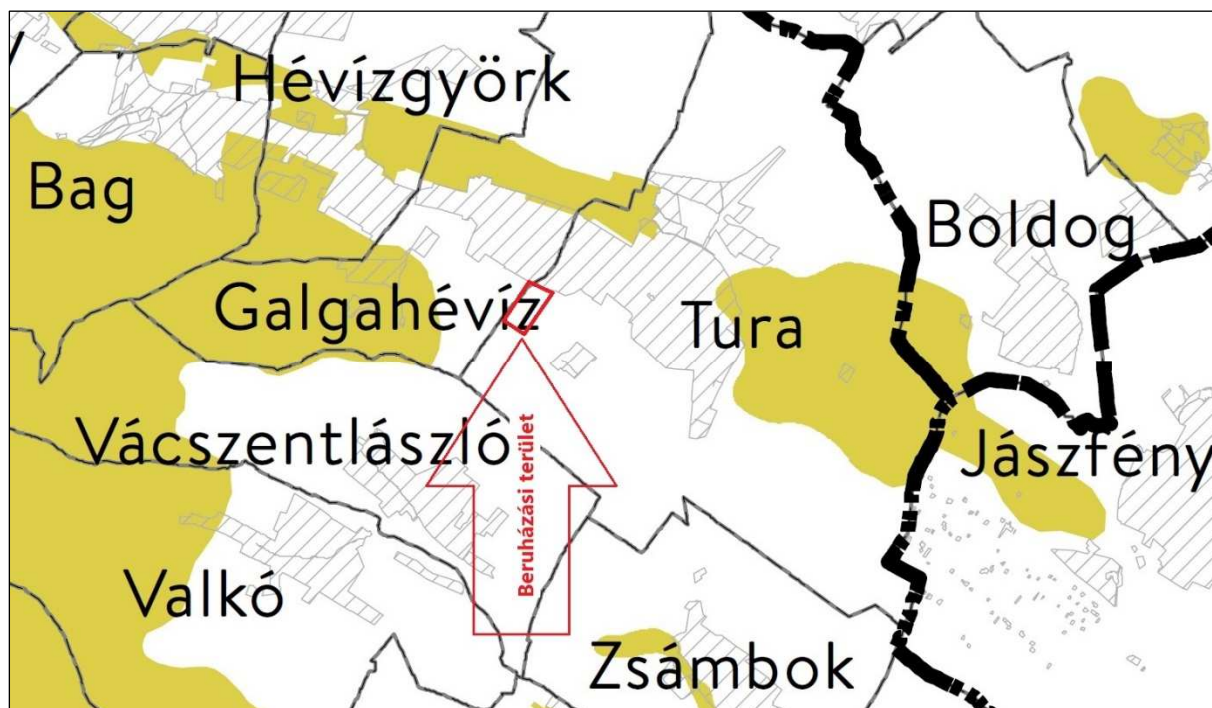 Hévízgyörk
Bag
Boldog
Galgahévíz
Tura
Vácszentlászló
Jászfény
Beruházási terület
Valkó
Zsámbok